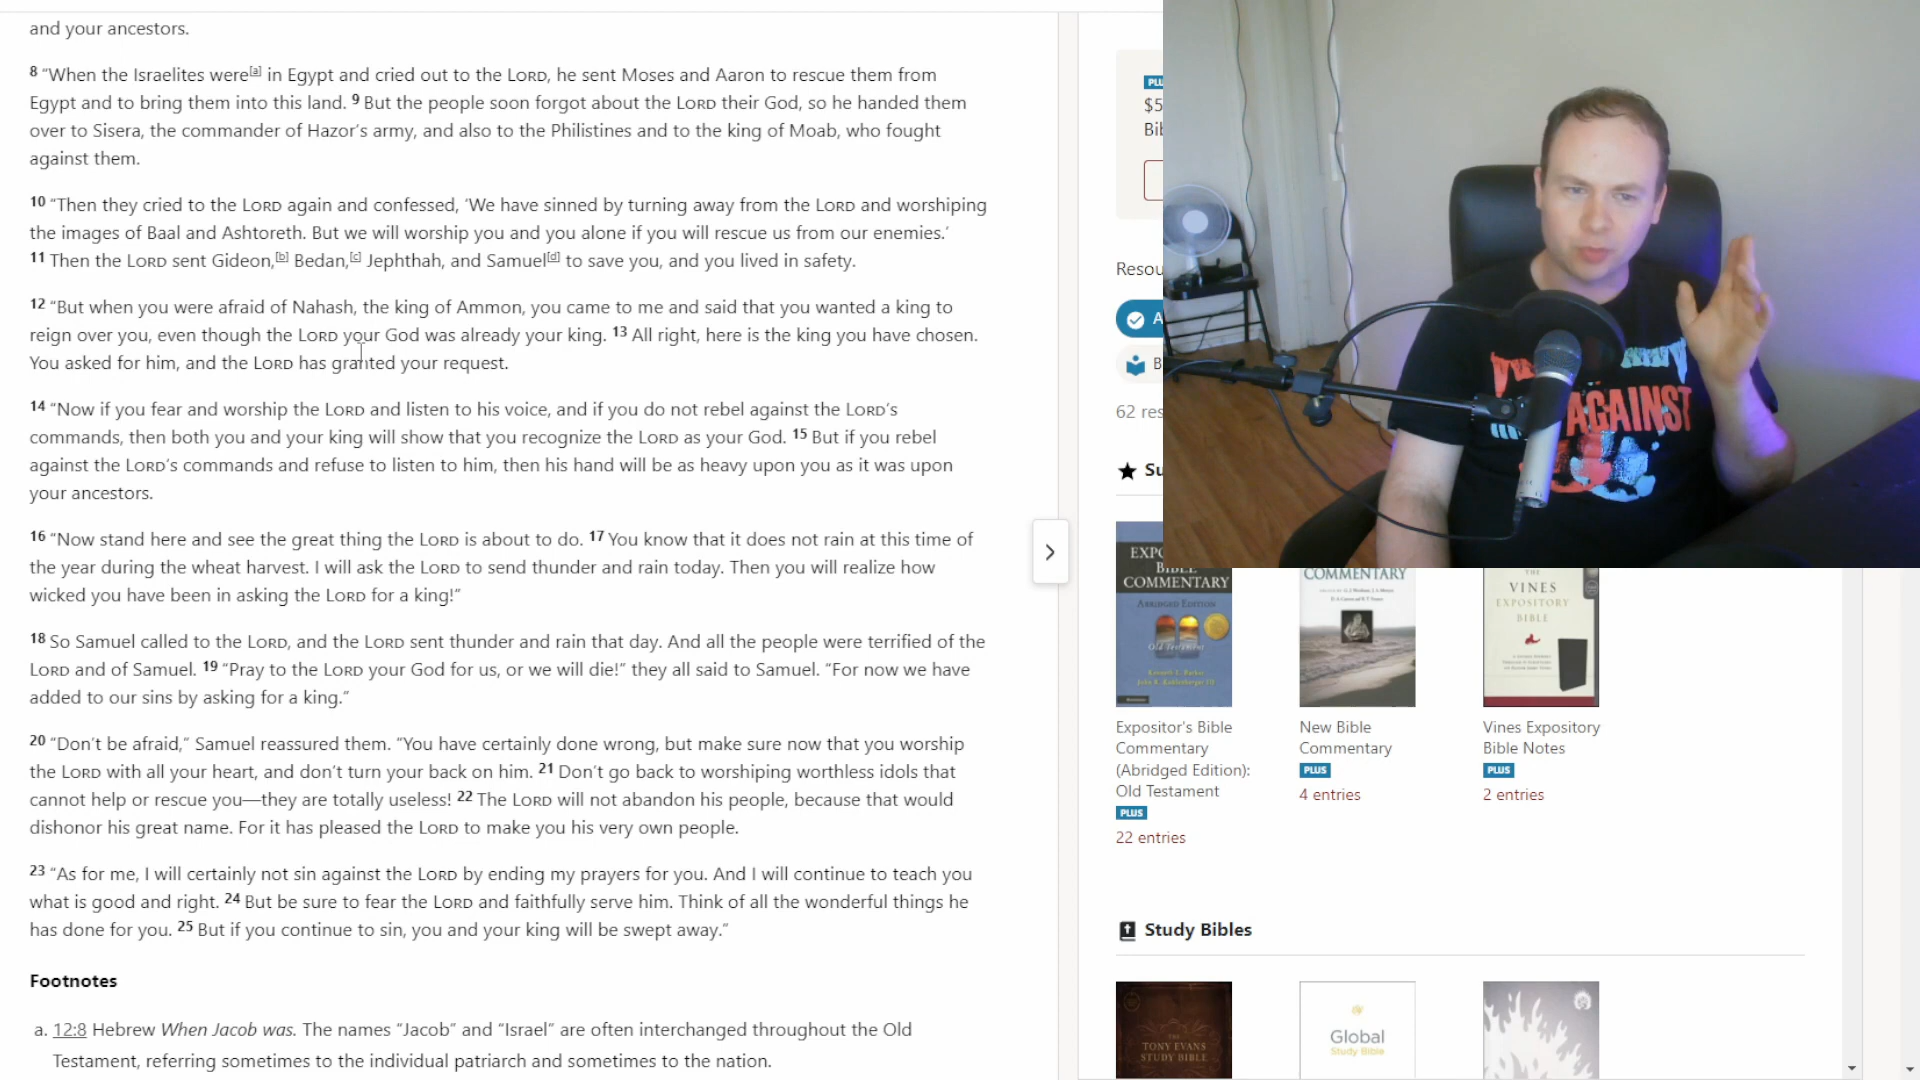 and your ancestors.
8 “When the Israelites were[a] in Egypt and cried out to the LORD, he sent Moses and Aaron to rescue them from
Egypt and to bring them into this land. 9 But the people soon forgot about the LORD their God, so he handed them
over to Sisera, the commander of Hazor’s army, and also to the Philistines and to the king of Moab, who fought
against them.
10 “Then they cried to the LORD again and confessed, ‘We have sinned by turning away from the LORD and worshiping
the images of Baal and Ashtoreth. But we will worship you and you alone if you will rescue us from our enemies.’
11 Then the LORD sent Gideon,[b] Bedan,[c] Jephthah, and Samuel[d] to save you, and you lived in safety.
12 “But when you were afraid of Nahash, the king of Ammon, you came to me and said that you wanted a king to
reign over you, even though the LORD your God was already your king. 13 All right, here is the king you have chosen.
You asked for him, and the LORD has granted your request.
14 “Now if you fear and worship the LORD and listen to his voice, and if you do not rebel against the LORD’s
commands, then both you and your king will show that you recognize the LORD as your God. 15 But if you rebel
against the LORD’s commands and refuse to listen to him, then his hand will be as heavy upon you as it was upon
your ancestors.
16 “Now stand here and see the great thing the LORD is about to do. 17 You know that it does not rain at this time of
the year during the wheat harvest. I will ask the LORD to send thunder and rain today. Then you will realize how
wicked you have been in asking the LORD for a king!”
18 So Samuel called to the LORD, and the LORD sent thunder and rain that day. And all the people were terrified of the
LORD and of Samuel. 19 “Pray to the LORD your God for us, or we will die!” they all said to Samuel. “For now we have
added to our sins by asking for a king.”
20 “Don’t be afraid,” Samuel reassured them. “You have certainly done wrong, but make sure now that you worship
the LORD with all your heart, and don’t turn your back on him. 21 Don’t go back to worshiping worthless idols that
cannot help or rescue you—they are totally useless! 22 The LORD will not abandon his people, because that would
dishonor his great name. For it has pleased the LORD to make you his very own people.
23 “As for me, I will certainly not sin against the LORD by ending my prayers for you. And I will continue to teach you
what is good and right. 24 But be sure to fear the LORD and faithfully serve him. Think of all the wonderful things he
has done for you. 25 But if you continue to sin, you and your king will be swept away.”
Footnotes
a. 12:8 Hebrew When Jacob was. The names “Jacob” and “Israel” are often interchanged throughout the Old
Testament, referring sometimes to the individual patriarch and sometimes to the nation.
PLU
$5
Bib
Resou
A
B
62 res
Su
AGAINST
EXPO
BIBLE
COMMENTARY
ABRIDGED EDITION
Old Testament
COMMENTARY
THE
VINES
EXPOSITORY
BIBLE
Expositor's Bible
Commentary
(Abridged Edition):
Old Testament
PLUS
22 entries
New Bible
Commentary
PLUS
4 entries
Vines Expository
Bible Notes
PLUS
2 entries
Study Bibles
THE
TONY EVANS
STUDY BIBLE
Global
Study Bible